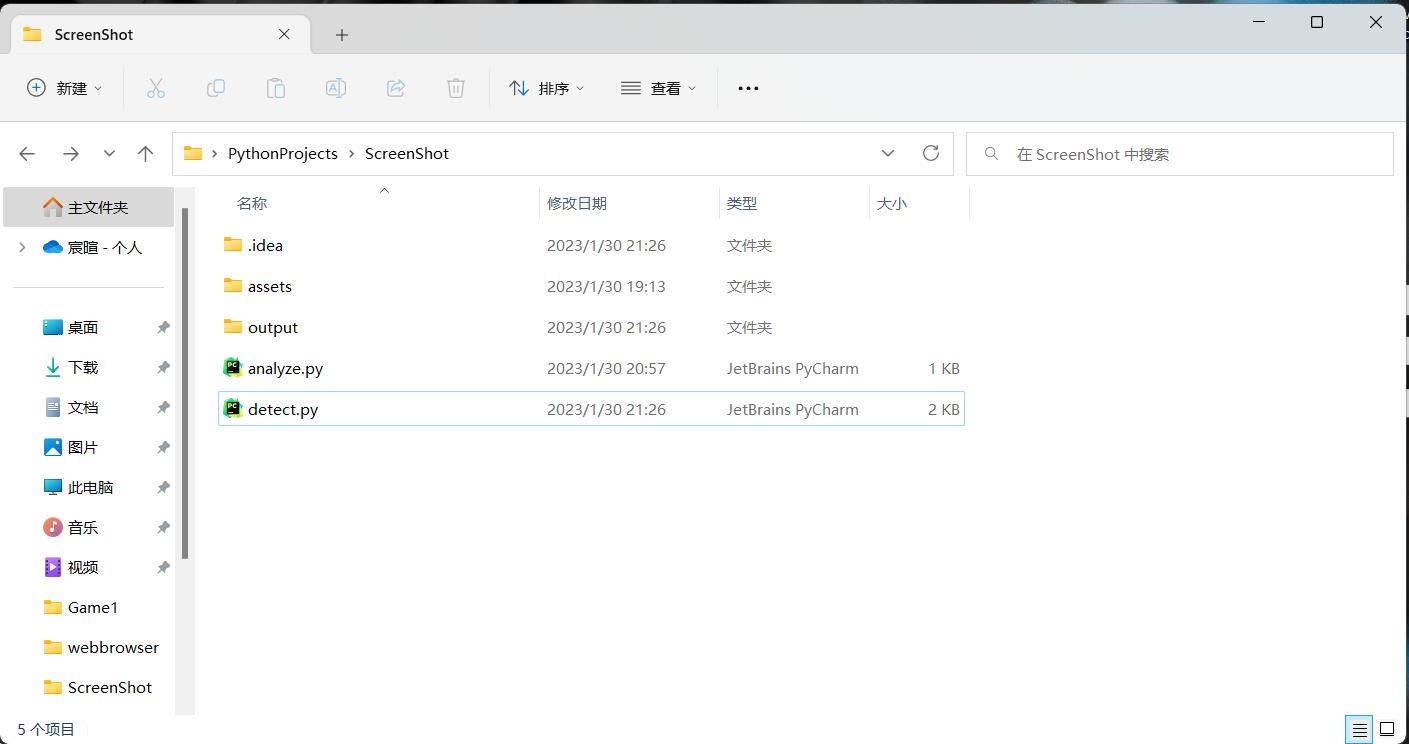 ScreenShot
新建 排序 查看
PythonProjects ScreenShot 在 ScreenShot 中搜索
名称 修改日期 类型 大小
主文件夹
宸暄 - 个人
桌面
下载
文档
图片
此电脑
音乐
视频
Game1
webbrowser
ScreenShot
.idea 2023/1/30 21:26 文件夹
assets 2023/1/30 19:13 文件夹
output 2023/1/30 21:26 文件夹
analyze.py 2023/1/30 20:57 JetBrains PyCharm 1 KB
detect.py 2023/1/30 21:26 JetBrains PyCharm 2 KB
5 个项目